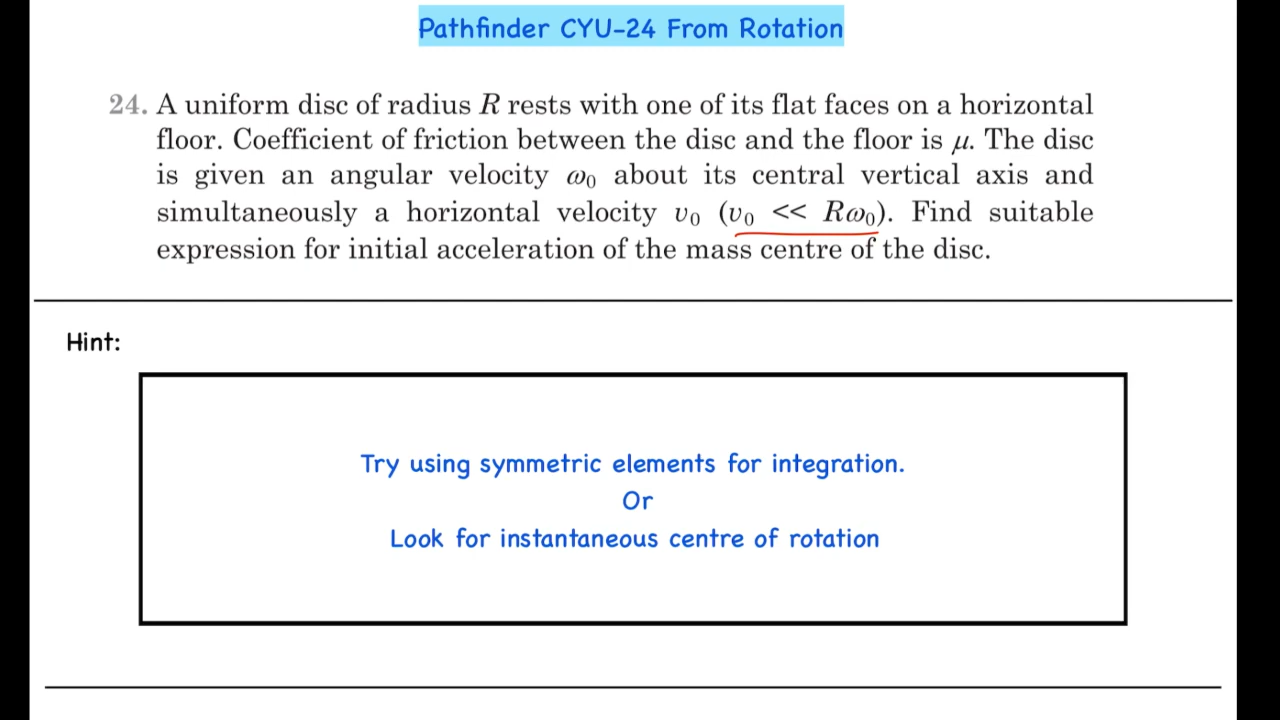 Pathfinder CYU-24 From Rotation
24. A uniform disc of radius R rests with one of its flat faces on a horizontal
floor. Coefficient of friction between the disc and the floor is μ. The disc
is given an angular velocity ω₀ about its central vertical axis and
simultaneously a horizontal velocity υ₀ (υ₀ << Rω₀). Find suitable
expression for initial acceleration of the mass centre of the disc.
Hint:
Try using symmetric elements for integration.
Or
Look for instantaneous centre of rotation